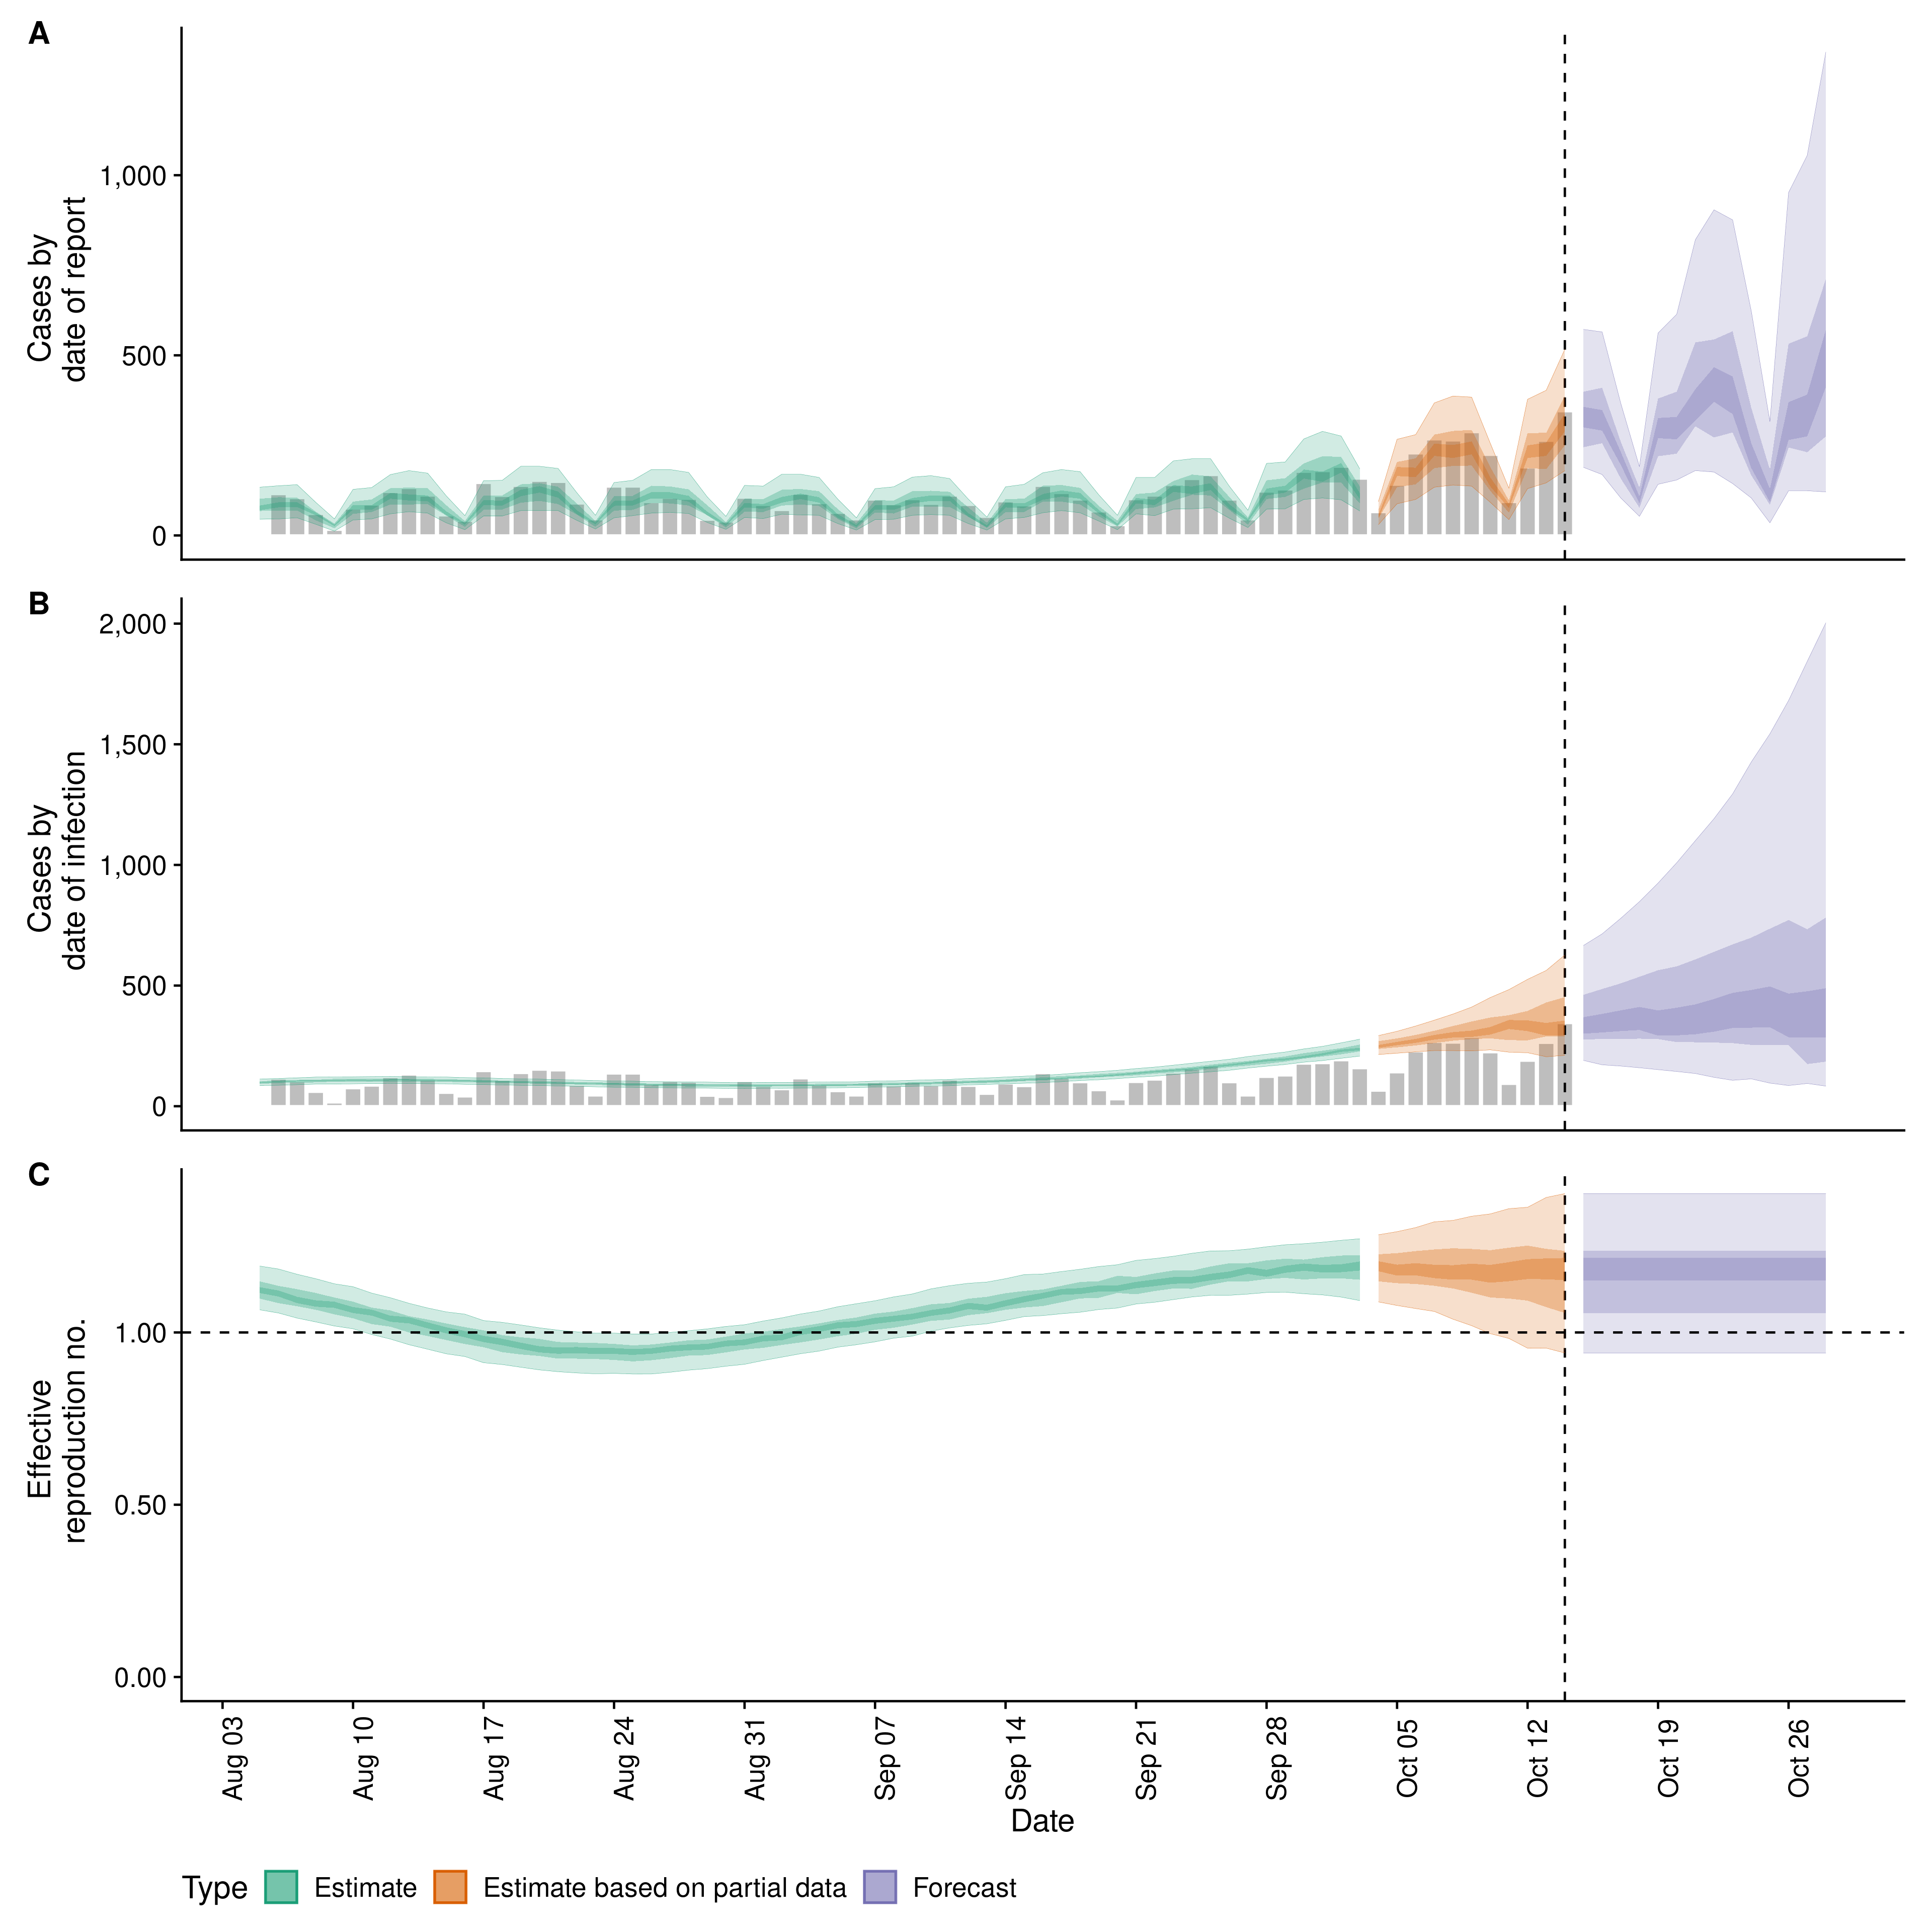 A
Cases by
date of report
1,000
500
0
B
Cases by
date of infection
2,000
1,500
1,000
500
0
C
Effective
reproduction no.
1.00
0.50
0.00
Aug 03
Aug 10
Aug 17
Aug 24
Aug 31
Sep 07
Sep 14
Sep 21
Sep 28
Oct 05
Oct 12
Oct 19
Oct 26
Date
Type
Estimate
Estimate based on partial data
Forecast